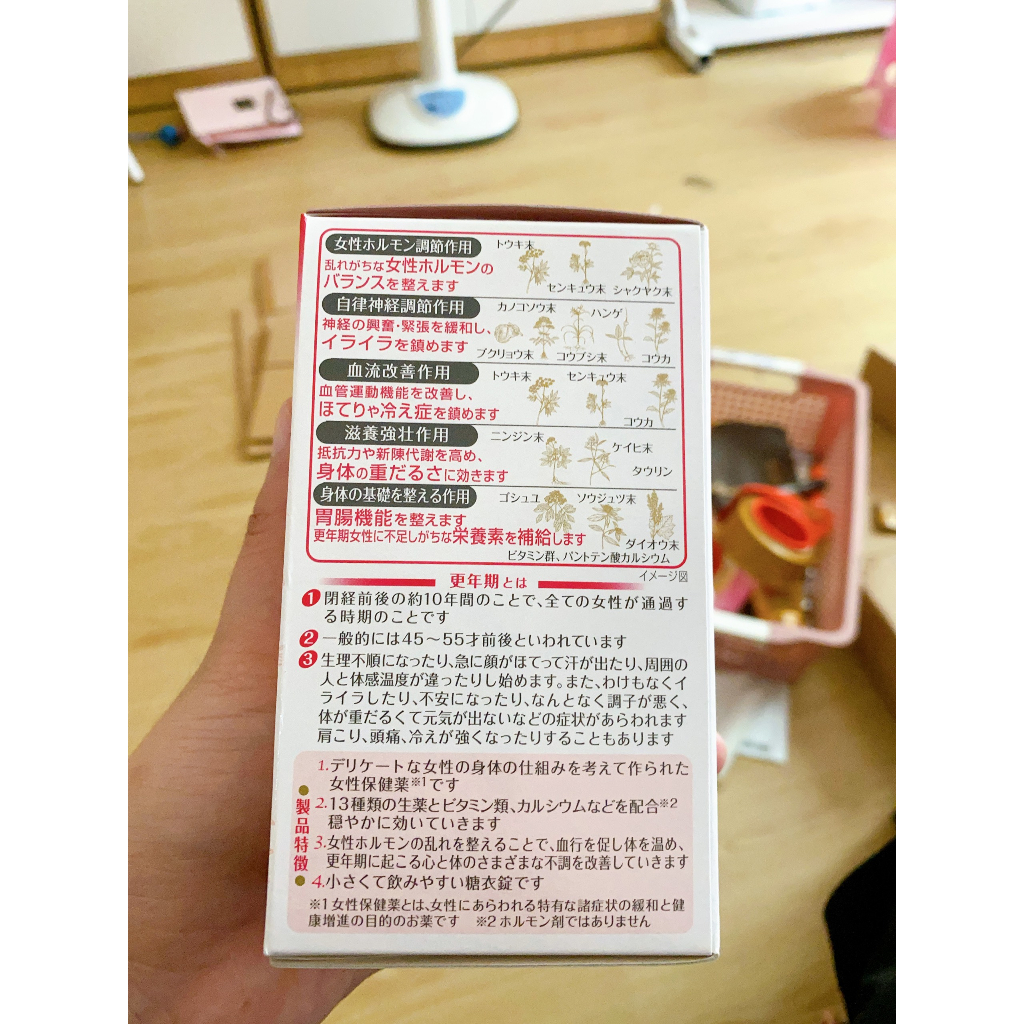 女性ホルモン調節作用
トウキ末
乱れがちな女性ホルモンの
バランスを整えます
センキュウ末 シャクヤク末
自律神経調節作用
カノコソウ末
ハンゲ
神経の興奮・緊張を緩和し、
イライラを鎮めます
ブクリョウ末 コウブシ末 コウカ
血流改善作用
トウキ末 センキュウ末
血管運動機能を改善し、
ほてりや冷え症を鎮めます
コウカ
滋養強壮作用
ニンジン末
ケイヒ末
抵抗力や新陳代謝を高め、
身体の重だるさに効きます
タウリン
身体の基礎を整える作用
ゴシュユ ソウジュツ末
胃腸機能を整えます
更年期女性に不足しがちな栄養素を補給します
ダイオウ末
ビタミン群、パントテン酸カルシウム
イメージ図
更年期とは
1 閉経前後の約10年間のことで、全ての女性が通過す
る時期のことです
2 一般的には45～55才前後といわれています
3 生理不順になったり、急に顔がほてって汗が出たり、周囲の
人と体感温度が違ったりし始めます。また、わけもなくイ
ライラしたり、不安になったり、なんとなく調子が悪く、
体が重だるくて元気が出ないなどの症状があらわれます
肩こり、頭痛、冷えが強くなったりすることもあります
●製品特徴●
1.デリケートな女性の身体の仕組みを考えて作られた
女性保健薬※1です
2.13種類の生薬とビタミン類、カルシウムなどを配合※2
穏やかに効いていきます
3.女性ホルモンの乱れを整えることで、血行を促し体を温め、
更年期に起こる心と体のさまざまな不調を改善していきます
4.小さくて飲みやすい糖衣錠です
※1 女性保健薬とは、女性にあらわれる特有な諸症状の緩和と健
康増進の目的のお薬です ※2 ホルモン剤ではありません